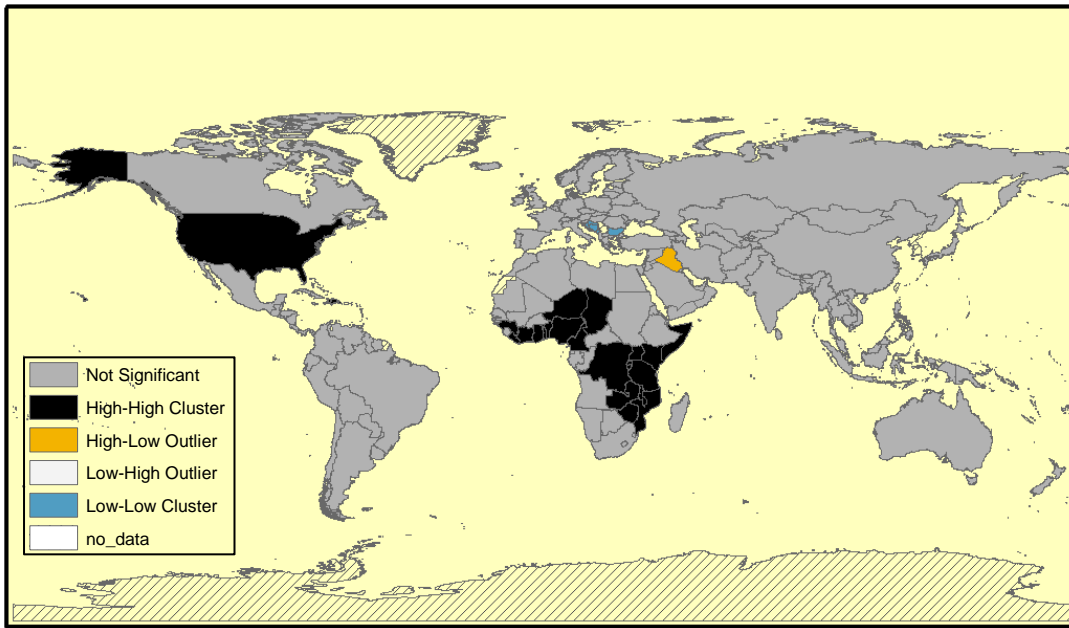 Not Significant
High-High Cluster
High-Low Outlier
Low-High Outlier
Low-Low Cluster
no_data